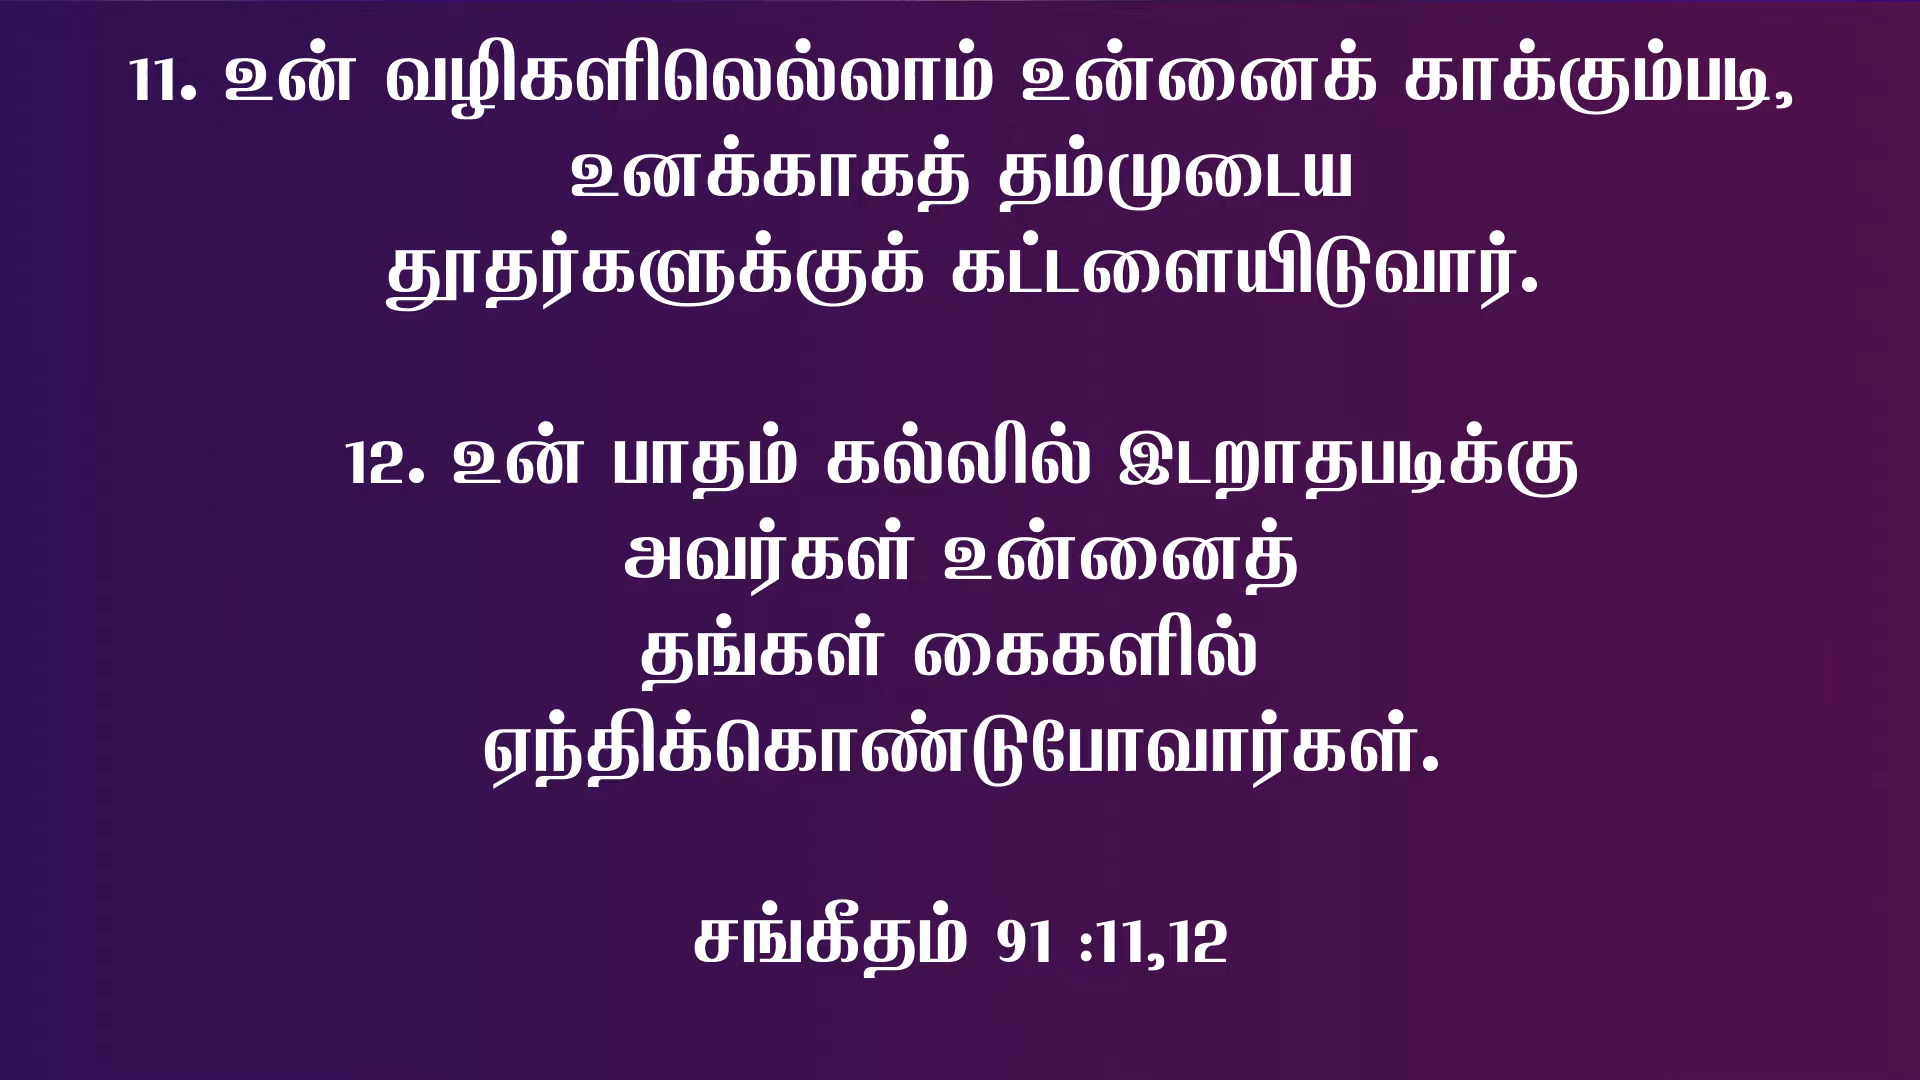 11. உன் வழிகளிலெல்லாம் உன்னைக் காக்கும்படி,
உனக்காகத் தம்முடைய
தூதர்களுக்குக் கட்டளையிடுவார்.
12. உன் பாதம் கல்லில் இடறாதபடிக்கு
அவர்கள் உன்னைத்
தங்கள் கைகளில்
ஏந்திக்கொண்டுபோவார்கள்.
சங்கீதம் 91 :11,12